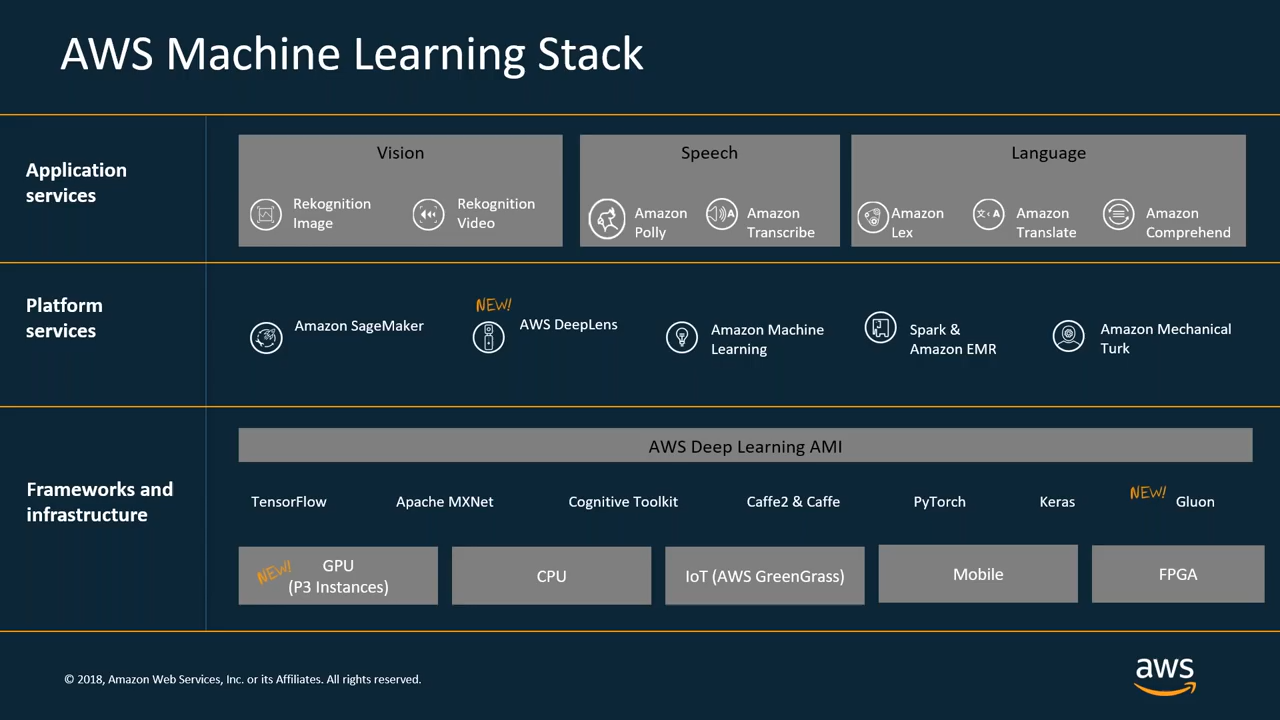 AWS Machine Learning Stack
Application
services
Vision
Rekognition
Image
Rekognition
Video
Speech
Amazon
Polly
Amazon
Transcribe
Language
Amazon
Lex
Amazon
Translate
Amazon
Comprehend
Platform
services
Amazon SageMaker
NEW!
AWS DeepLens
Amazon Machine
Learning
Spark &
Amazon EMR
Amazon Mechanical
Turk
Frameworks and
infrastructure
AWS Deep Learning AMI
TensorFlow
Apache MXNet
Cognitive Toolkit
Caffe2 & Caffe
PyTorch
Keras
NEW!
Gluon
NEW!
GPU
(P3 Instances)
CPU
IoT (AWS GreenGrass)
Mobile
FPGA
© 2018, Amazon Web Services, Inc. or its Affiliates. All rights reserved.
aws